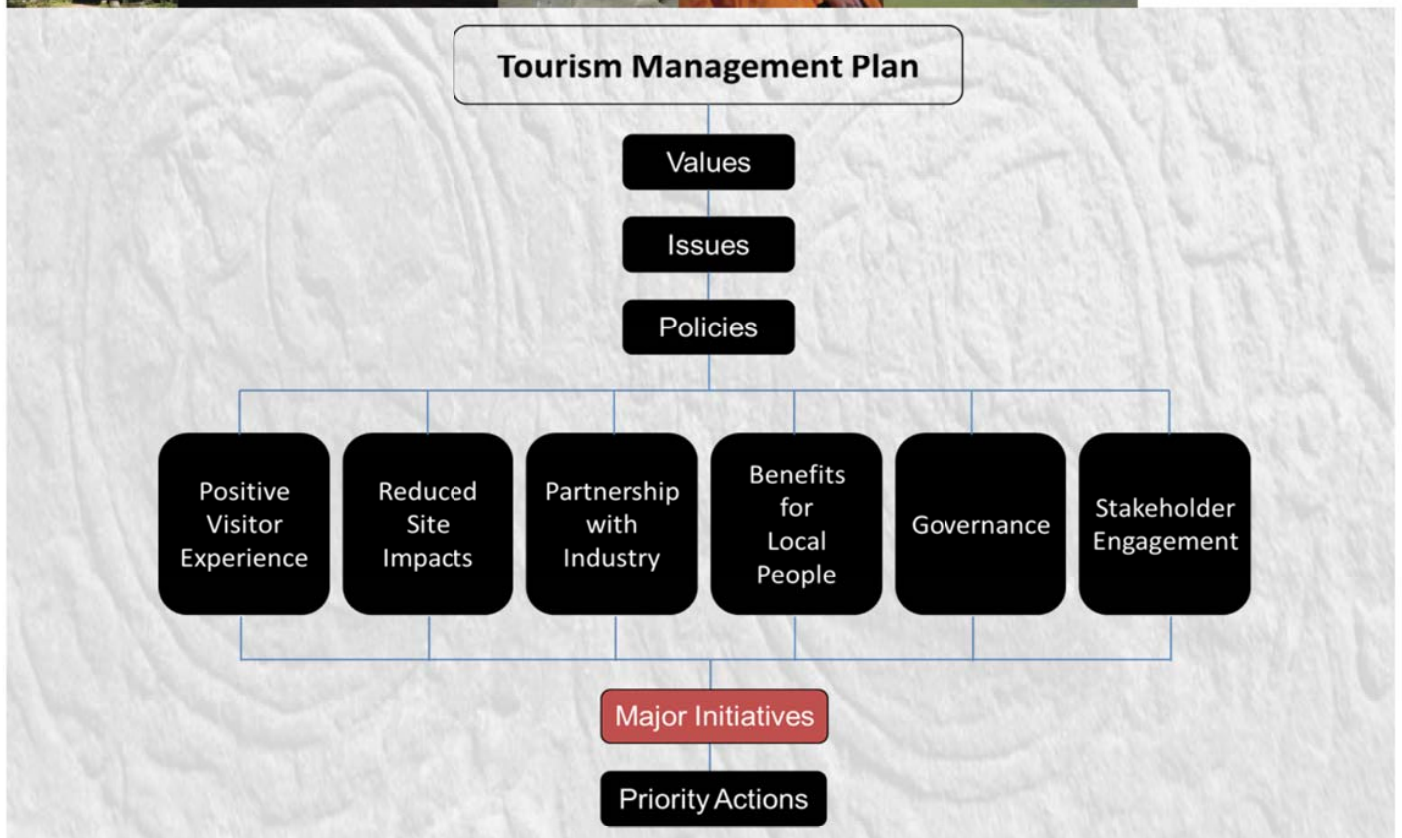 Tourism Management Plan
Values
Issues
Policies
Positive
Visitor
Experience
Reduced
Site
Impacts
Partnership
with
Industry
Benefits
for
Local
People
Governance
Stakeholder
Engagement
Major Initiatives
Priority Actions